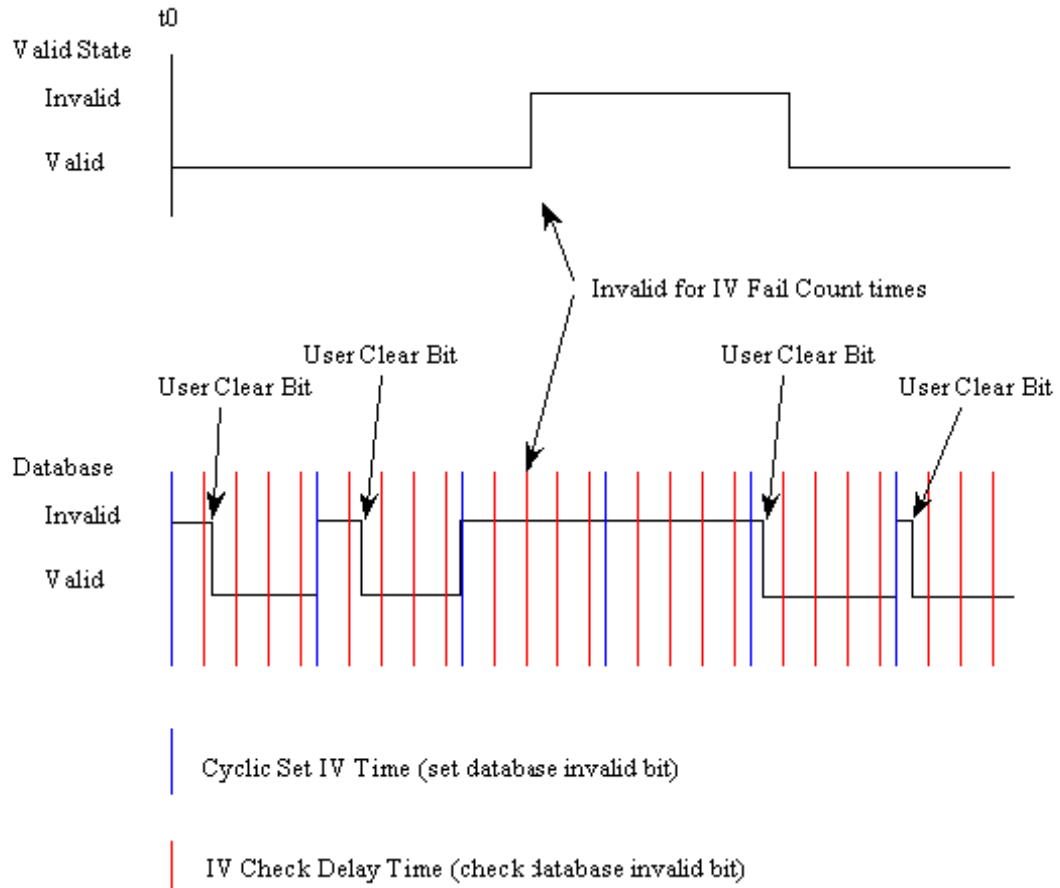 t0
Valid State
Invalid
Valid
Invalid for IV Fail Count times
User Clear Bit
User Clear Bit
User Clear Bit
User Clear Bit
Database
Invalid
Valid
Cyclic Set IV Time (set database invalid bit)
IV Check Delay Time (check database invalid bit)